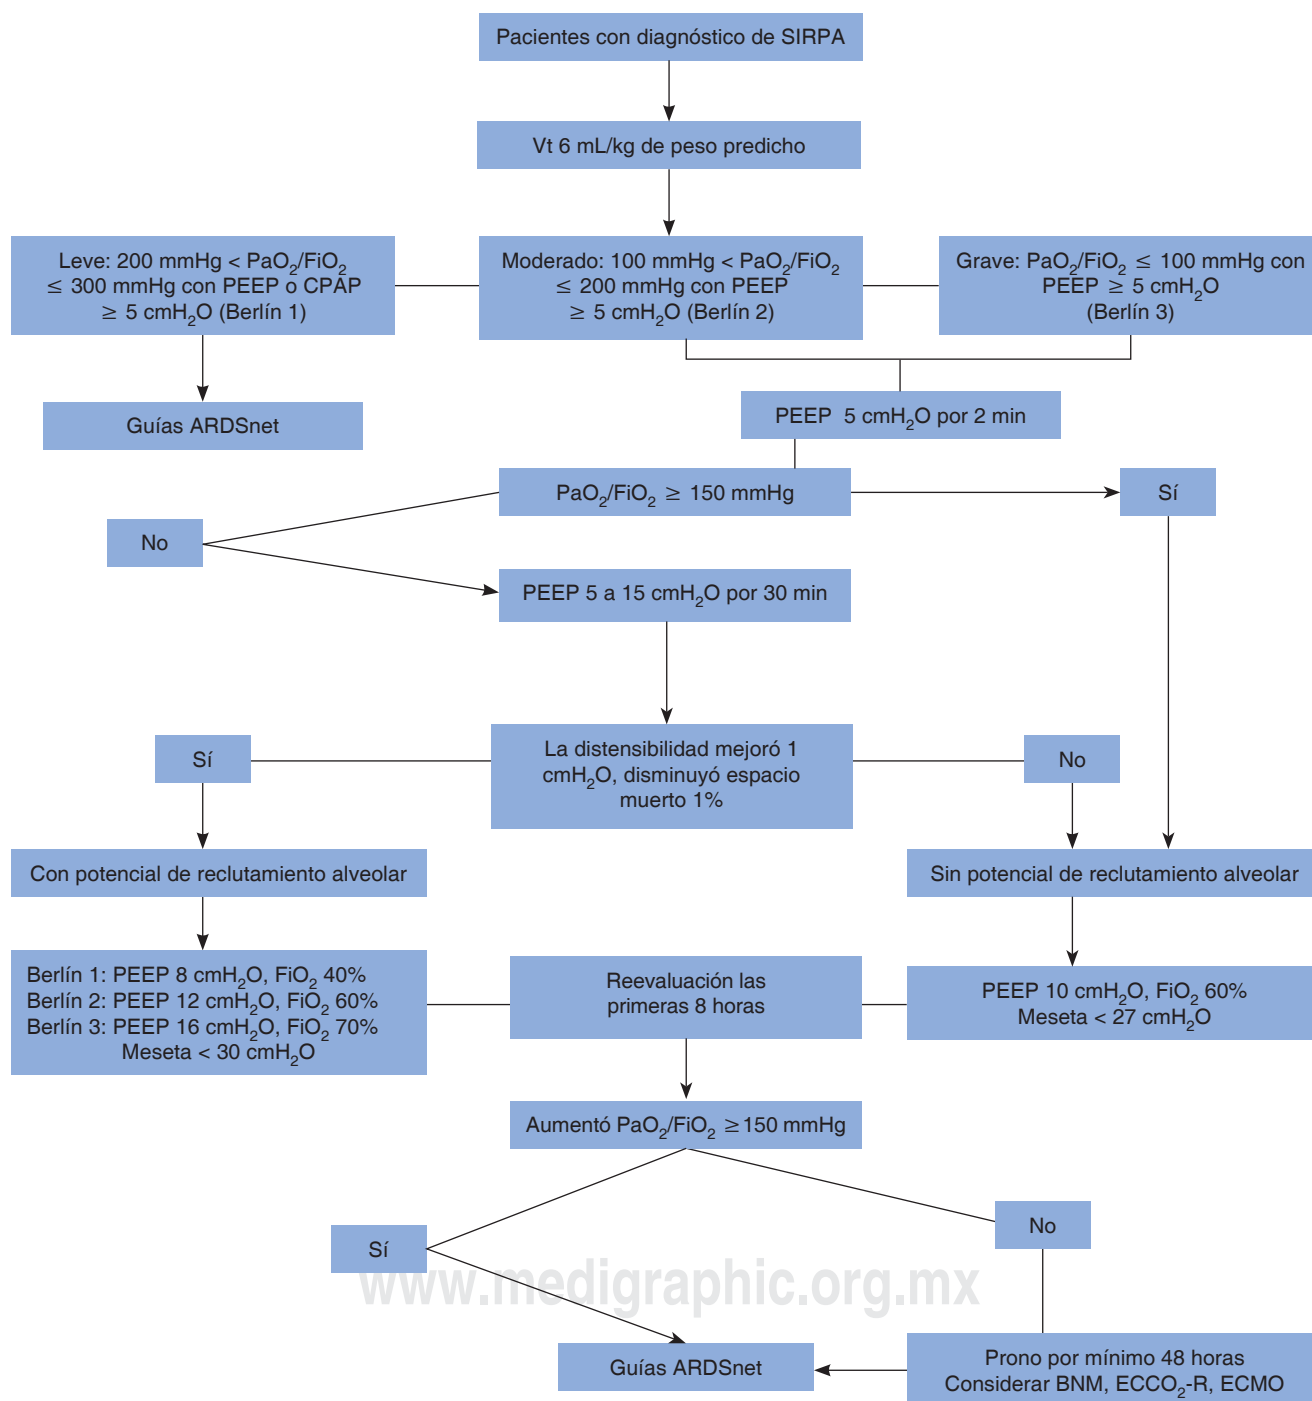 Pacientes con diagnóstico de SIRPA
Vt 6 mL/kg de peso predicho
Leve: 200 mmHg < PaO₂/FiO₂
≤ 300 mmHg con PEEP o CPAP
≥ 5 cmH₂O (Berlín 1)
Moderado: 100 mmHg < PaO₂/FiO₂
≤ 200 mmHg con PEEP
≥ 5 cmH₂O (Berlín 2)
Grave: PaO₂/FiO₂ ≤ 100 mmHg con
PEEP ≥ 5 cmH₂O
(Berlín 3)
Guías ARDSnet
PEEP 5 cmH₂O por 2 min
PaO₂/FiO₂ ≥ 150 mmHg
Sí
No
PEEP 5 a 15 cmH₂O por 30 min
Sí
La distensibilidad mejoró 1
cmH₂O, disminuyó espacio
muerto 1%
No
Con potencial de reclutamiento alveolar
Sin potencial de reclutamiento alveolar
Berlín 1: PEEP 8 cmH₂O, FiO₂ 40%
Berlín 2: PEEP 12 cmH₂O, FiO₂ 60%
Berlín 3: PEEP 16 cmH₂O, FiO₂ 70%
Meseta < 30 cmH₂O
Reevaluación las
primeras 8 horas
PEEP 10 cmH₂O, FiO₂ 60%
Meseta < 27 cmH₂O
Aumentó PaO₂/FiO₂ ≥150 mmHg
Sí
No
www.medigraphic.org.mx
Guías ARDSnet
Prono por mínimo 48 horas
Considerar BNM, ECCO₂-R, ECMO